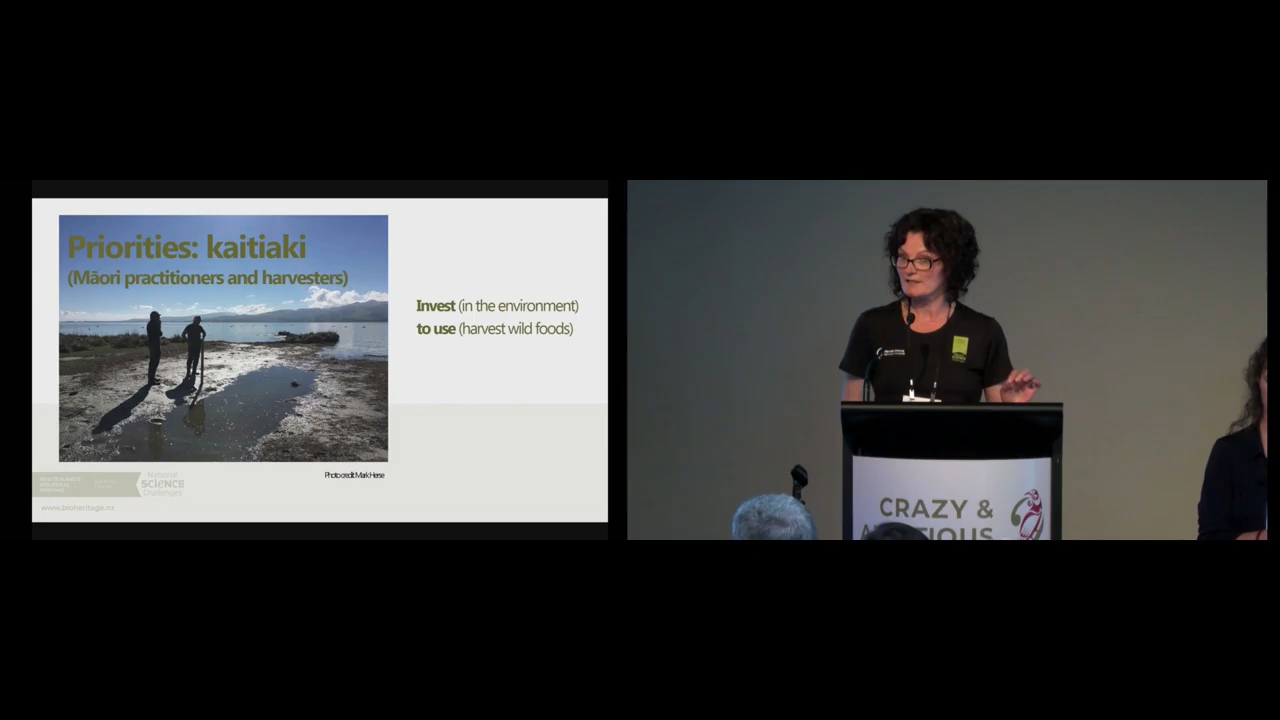 Priorities: kaitiaki
(Māori practitioners and harvesters)
Invest (in the environment)
to use (harvest wild foods)
Photo credit Mark Herse
National
SCIENCE
Challenges
www.bioheritage.nz
CRAZY &